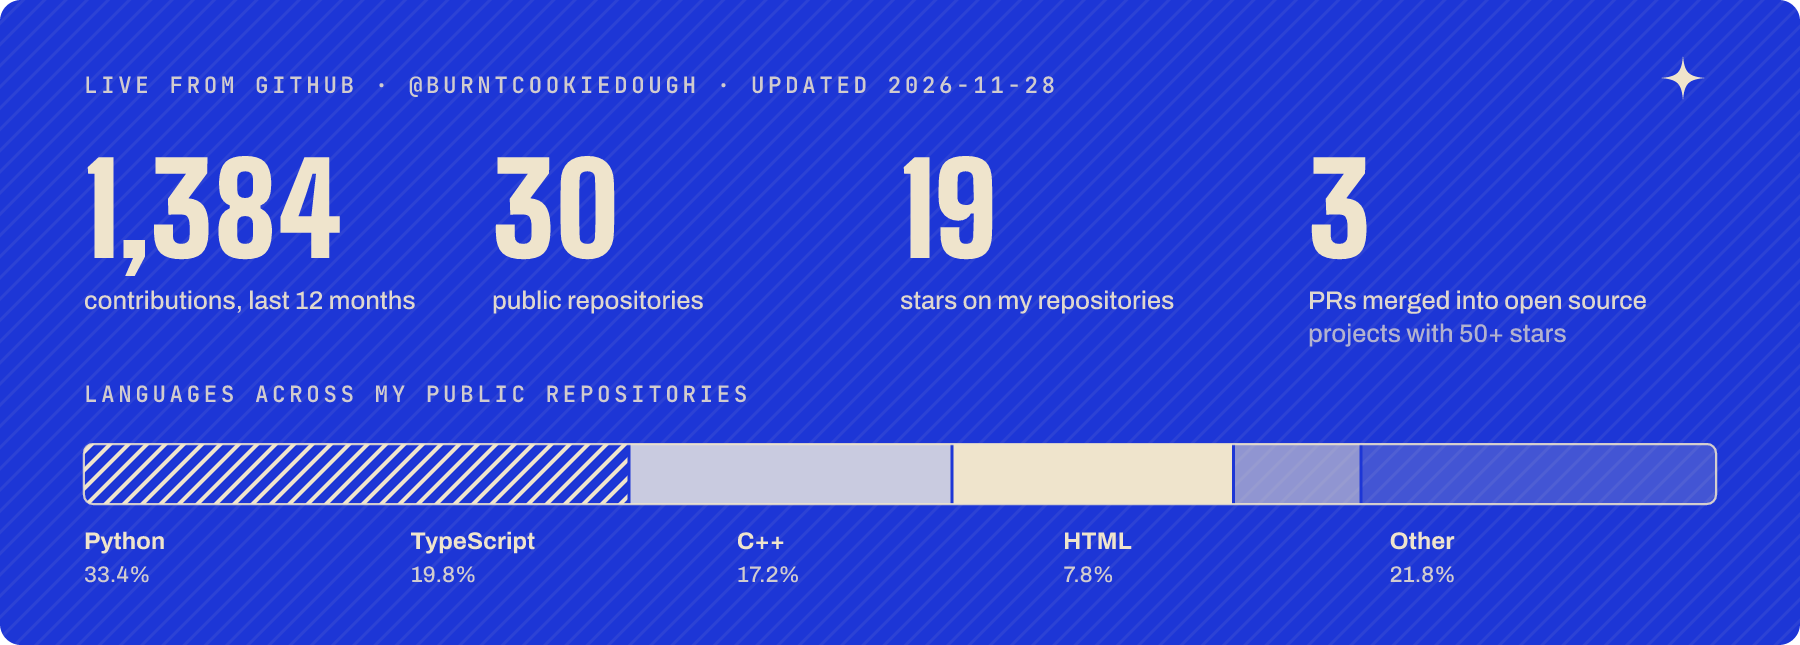 LIVE FROM GITHUB · @BURNTCOOKIEDOUGH · UPDATED 2026-11-28
1,384
contributions, last 12 months
30
public repositories
19
stars on my repositories
3
PRs merged into open source
projects with 50+ stars
LANGUAGES ACROSS MY PUBLIC REPOSITORIES
Python
33.4%
TypeScript
19.8%
C++
17.2%
HTML
7.8%
Other
21.8%